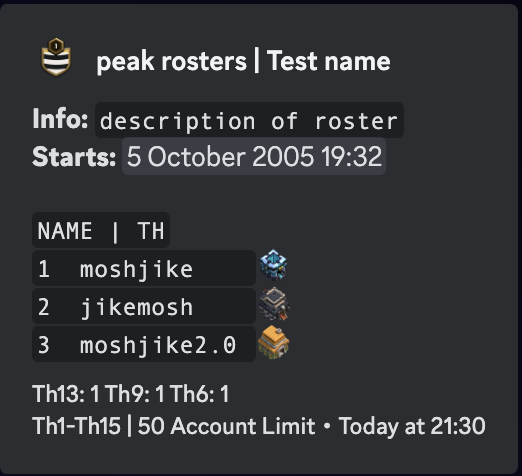 peak rosters | Test name
Info: description of roster
Starts: 5 October 2005 19:32
NAME | TH
1 moshjike
2 jikemosh
3 moshjike2.0
Th13: 1 Th9: 1 Th6: 1
Th1-Th15 | 50 Account Limit • Today at 21:30